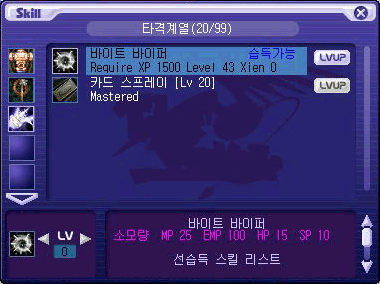 Skill
타격계열(20/99)
바이트 바이퍼 습득가능
Require XP 1500 Level 43 Xien 0
LVUP
카드 스프레이 [Lv 20]
Mastered
LVUP
LV
0
바이트 바이퍼
소모량 MP 25 EMP 100 HP 15 SP 10
선습득 스킬 리스트